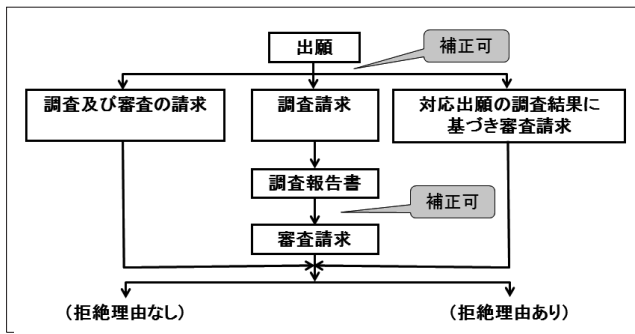 出願
補正可
調査及び審査の請求
調査請求
対応出願の調査結果に
基づき審査請求
調査報告書
補正可
審査請求
(拒絶理由なし)
(拒絶理由あり)